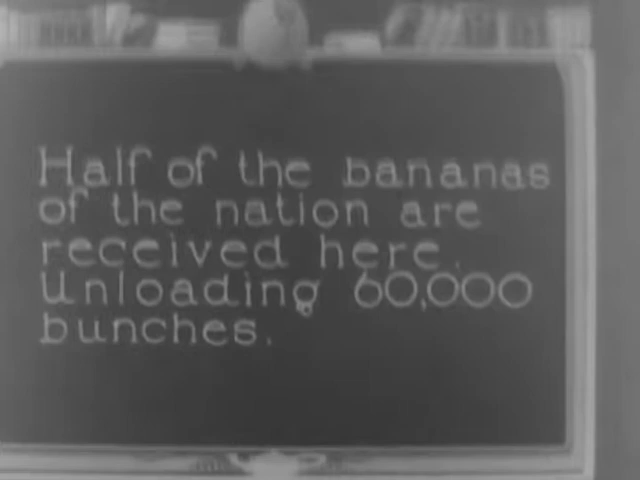 Half of the bananas
of the nation are
received here.
Unloading 60,000
bunches.